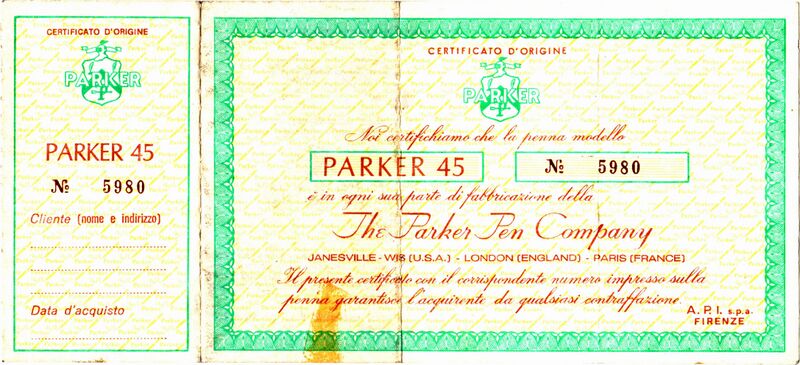 CERTIFICATO D'ORIGINE
PARKER
PARKER 45
№ 5980
Cliente (nome e indirizzo)
Data d'acquisto
CERTIFICATO D'ORIGINE
PARKER
Noi certifichiamo che la penna modello
PARKER 45 № 5980
è in ogni sua parte di fabbricazione della
The Parker Pen Company
JANESVILLE - WIS (U.S.A.) - LONDON (ENGLAND) - PARIS (FRANCE)
Il presente certificato con il corrispondente numero impresso sulla
penna garantisce l'acquirente da qualsiasi contraffazione.
A.P.I. s.p.a.
FIRENZE